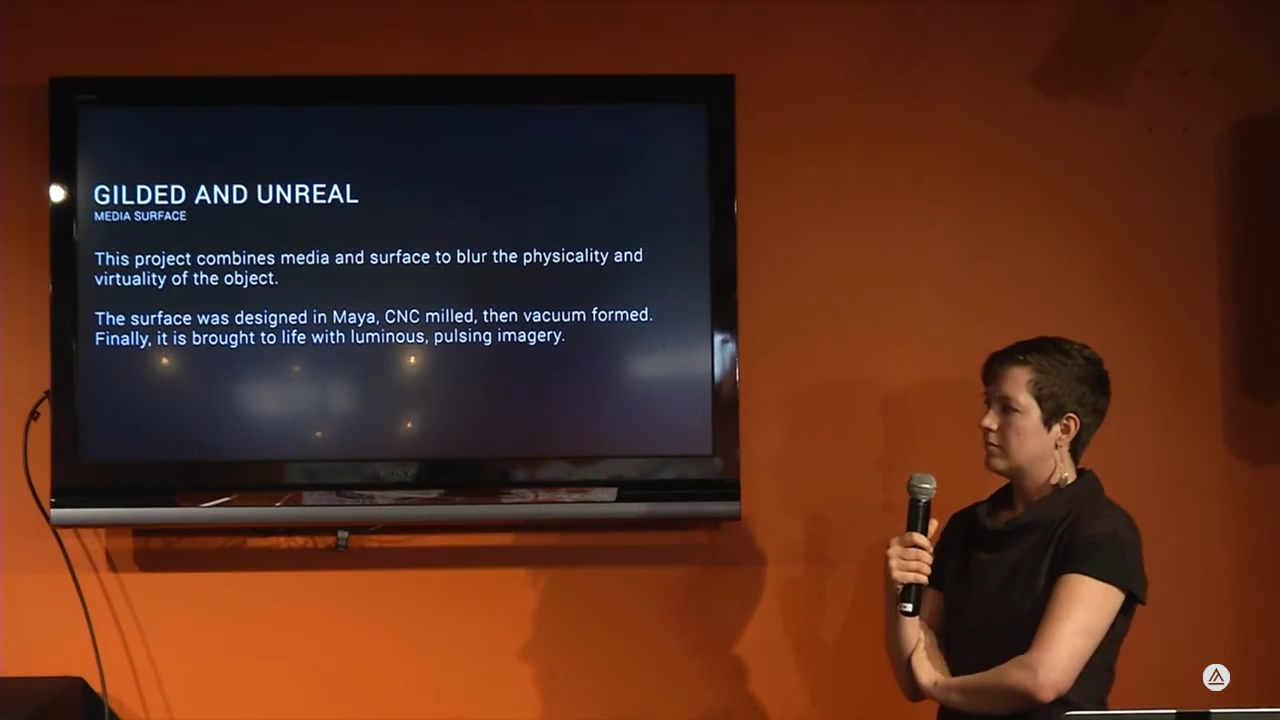 GILDED AND UNREAL
MEDIA SURFACE
This project combines media and surface to blur the physicality and
virtuality of the object.
The surface was designed in Maya, CNC milled, then vacuum formed.
Finally, it is brought to life with luminous, pulsing imagery.
SONY